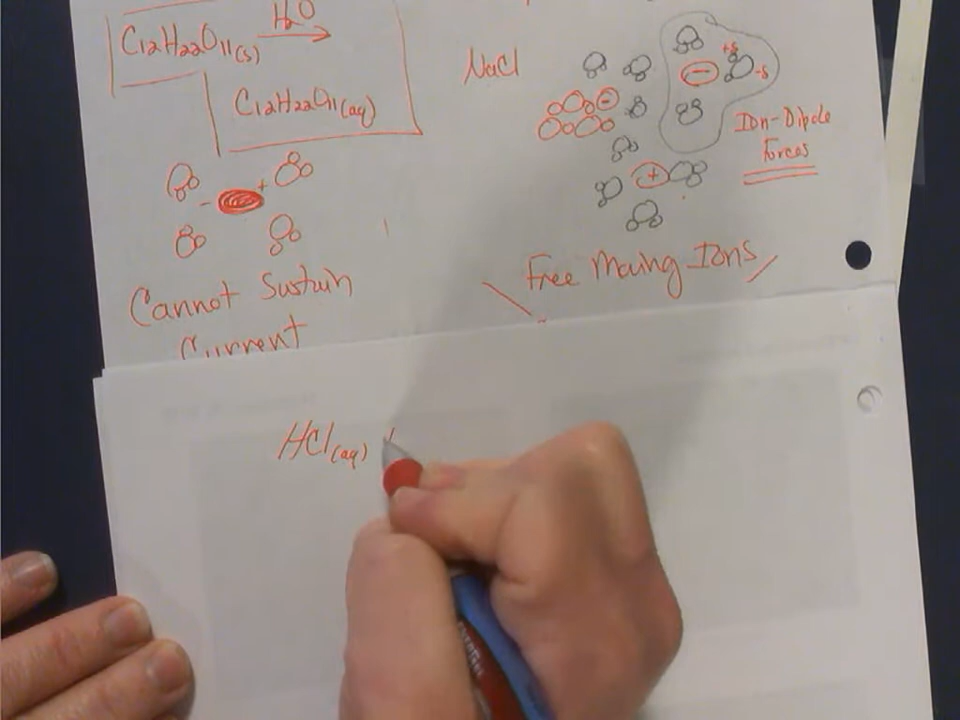 C12H22O11(s) H2O
C12H22O11(aq)
- +
Cannot Sustain
Current
NaCl
+δ
- -δ
-
+
Ion-Dipole
Forces
Free Moving Ions
HCl(aq)